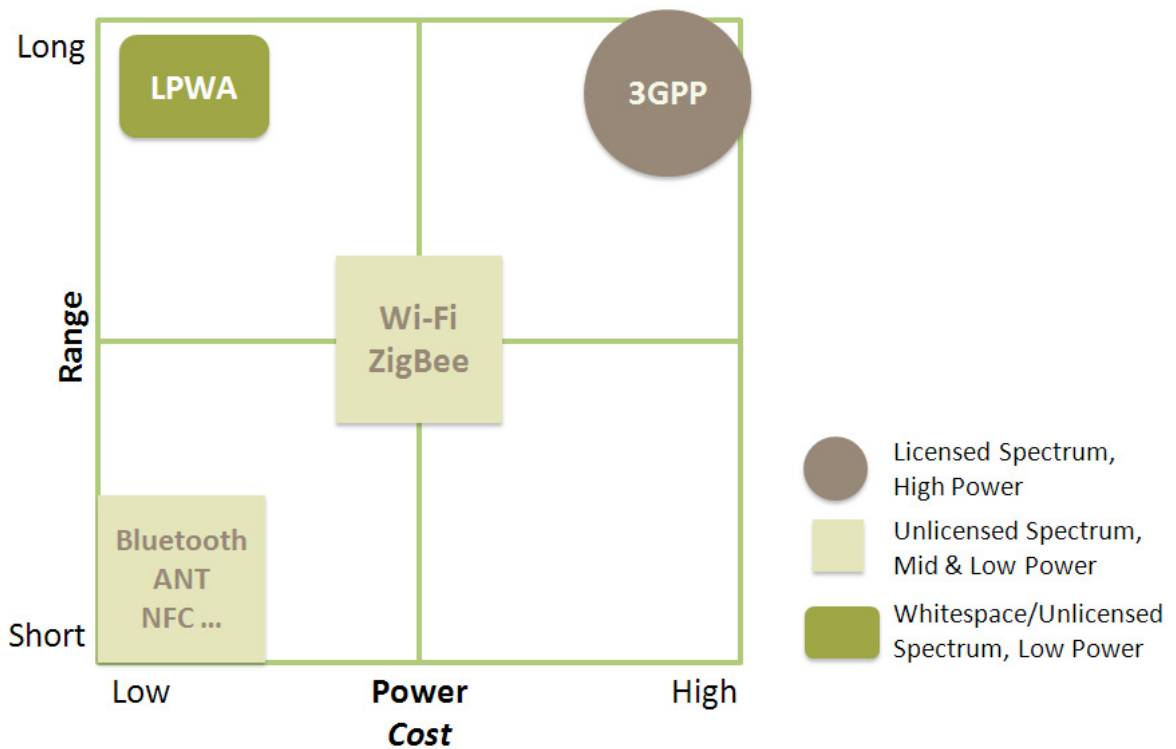 Long
LPWA
3GPP
Range
Wi-Fi
ZigBee
Bluetooth
ANT
NFC ...
Short
Low
Power
High
Cost
Licensed Spectrum,
High Power
Unlicensed Spectrum,
Mid & Low Power
Whitespace/Unlicensed
Spectrum, Low Power